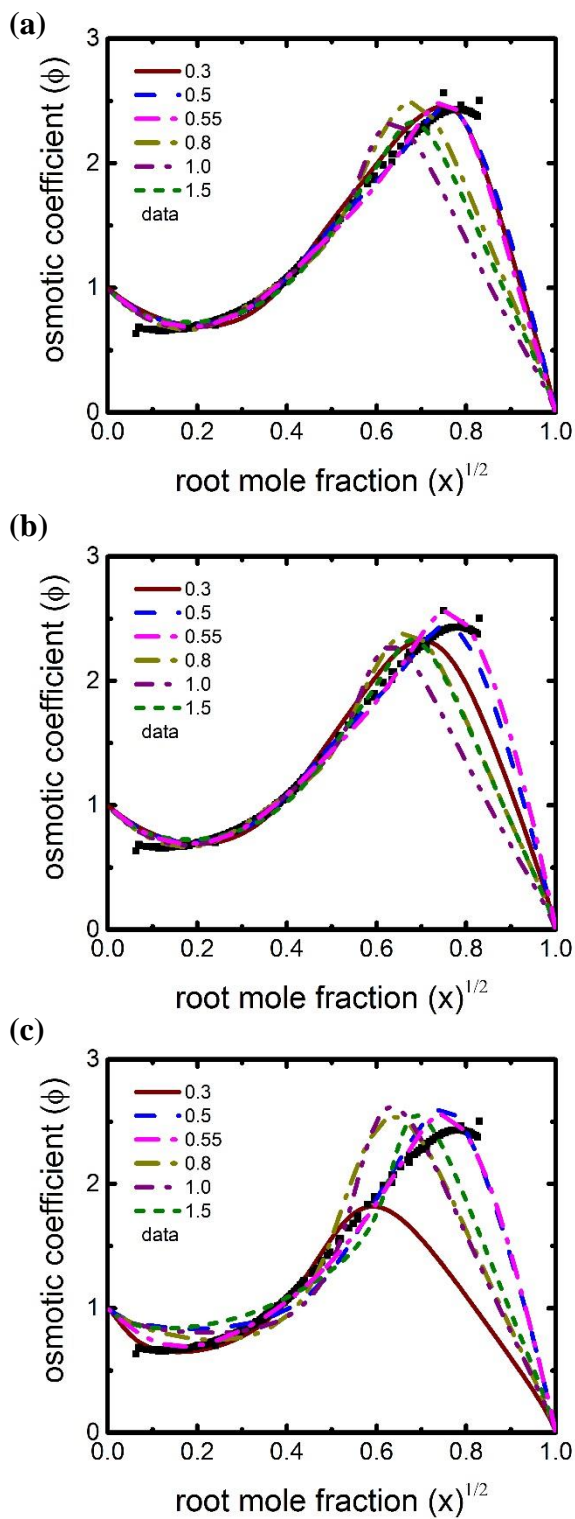 (a)
3
2
1
0
osmotic coefficient (ϕ)
0.3
0.5
0.55
0.8
1.0
1.5
data
0.0 0.2 0.4 0.6 0.8 1.0
root mole fraction (x)^{1/2}
(b)
3
2
1
0
osmotic coefficient (ϕ)
0.3
0.5
0.55
0.8
1.0
1.5
data
0.0 0.2 0.4 0.6 0.8 1.0
root mole fraction (x)^{1/2}
(c)
3
2
1
0
osmotic coefficient (ϕ)
0.3
0.5
0.55
0.8
1.0
1.5
data
0.0 0.2 0.4 0.6 0.8 1.0
root mole fraction (x)^{1/2}